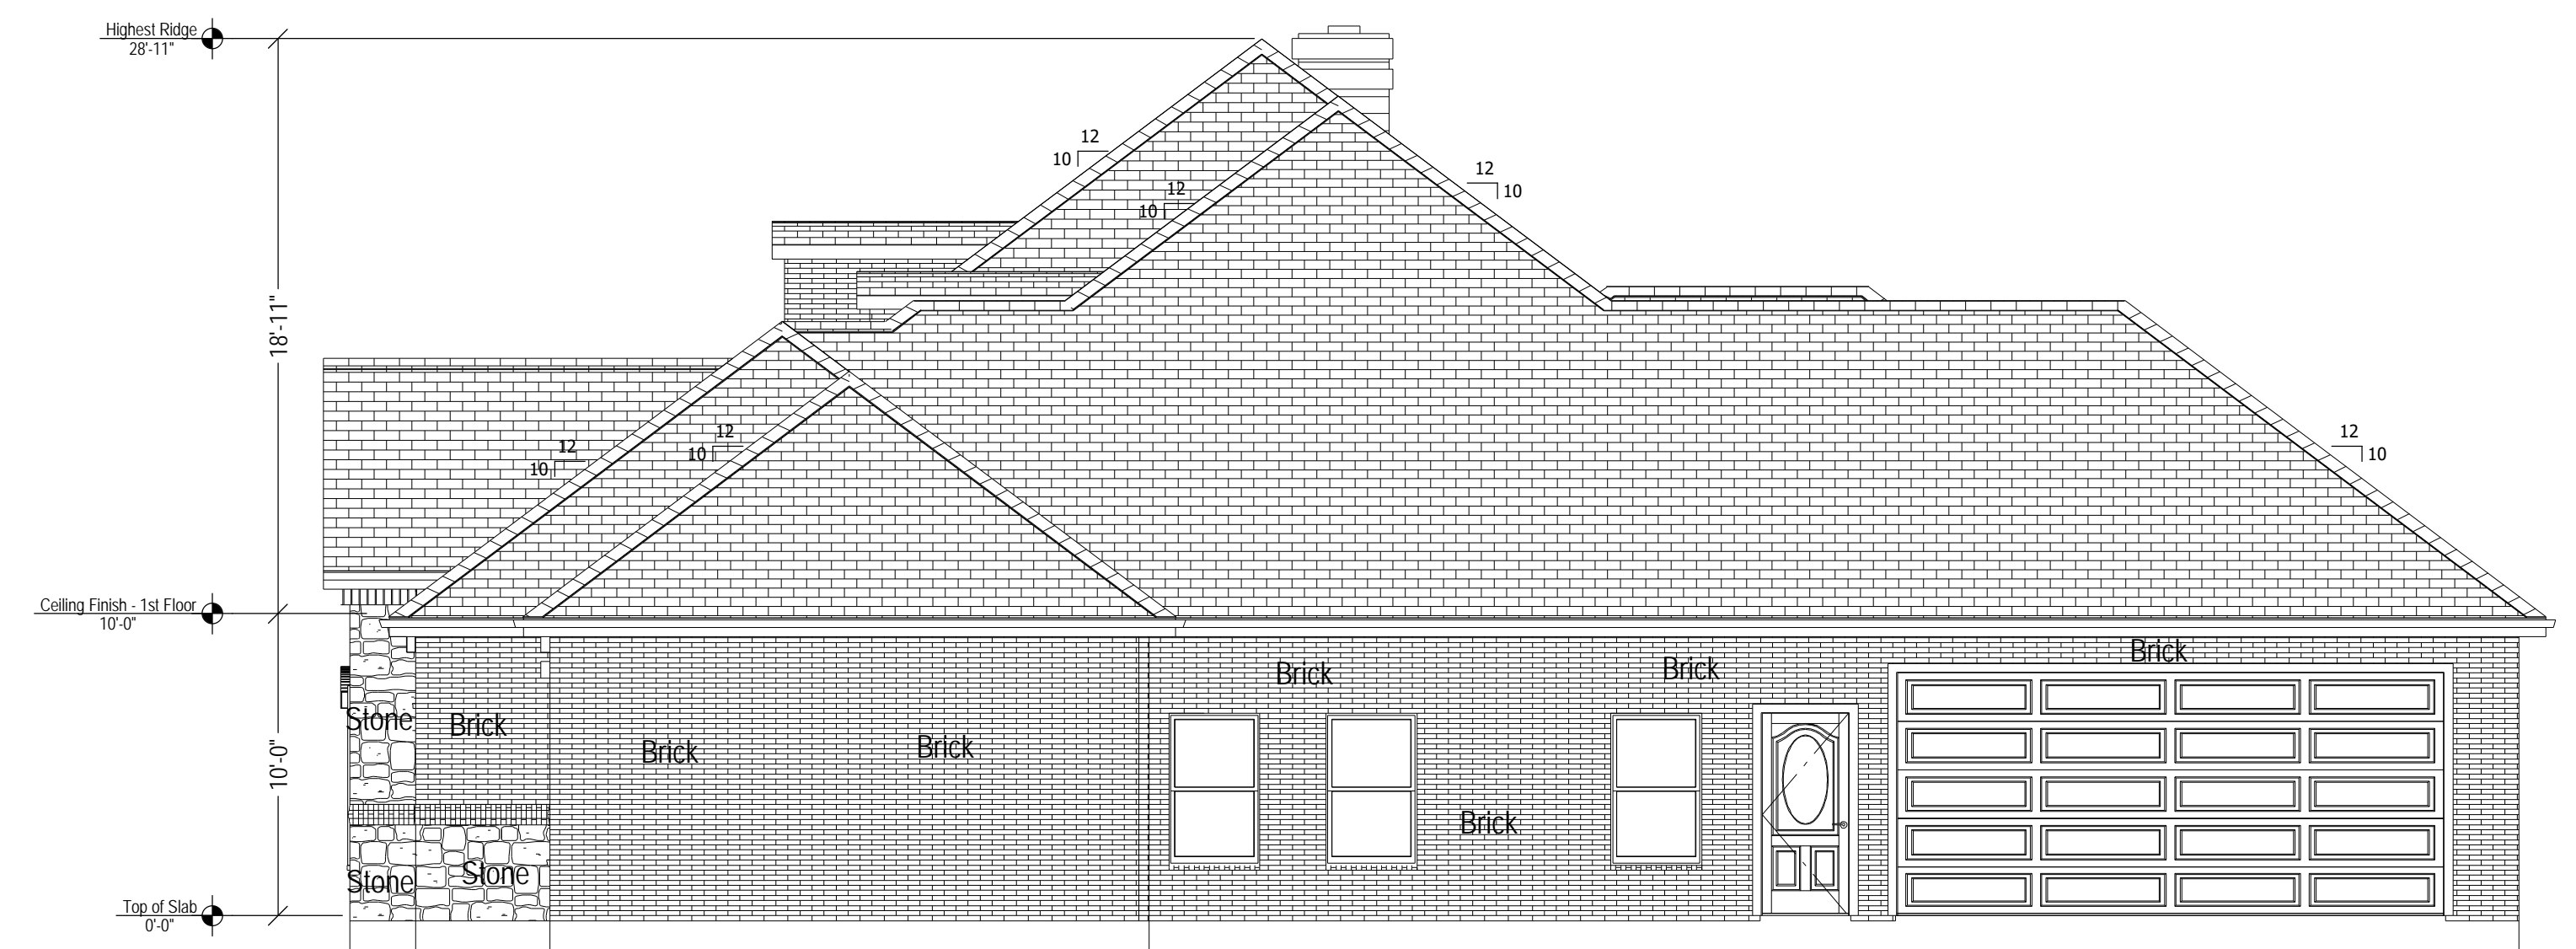 Highest Ridge
28'-11"
12
10
12
10
12
10
18'-11"
12
10
12
10
12
10
Ceiling Finish - 1st Floor
10'-0"
Brick
Brick
Brick
Stone
Brick
Brick
Brick
10'-0"
Brick
Stone
Stone
Top of Slab
0'-0"